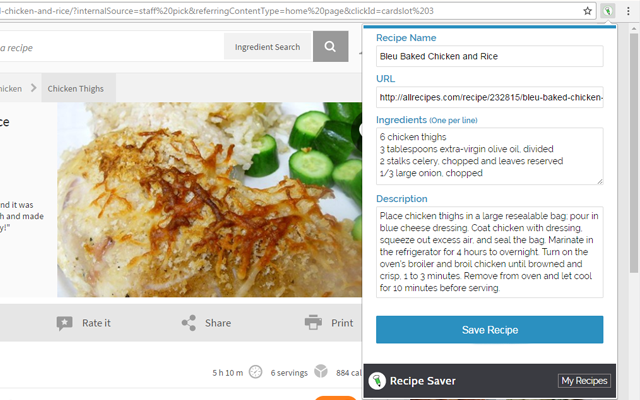 d-chicken-and-rice/?internalSource=staff%20pick&referringContentType=home%20page&clickId=cardslot%203
a recipe
Ingredient Search
Chicken Thighs
Recipe Name
Bleu Baked Chicken and Rice
URL
http://allrecipes.com/recipe/232815/bleu-baked-chicken-
Ingredients (One per line)
6 chicken thighs
3 tablespoons extra-virgin olive oil, divided
2 stalks celery, chopped and leaves reserved
1/3 large onion, chopped
Description
Place chicken thighs in a large resealable bag; pour in
blue cheese dressing. Coat chicken with dressing,
squeeze out excess air, and seal the bag. Marinate in
the refrigerator for 4 hours to overnight. Turn on the
oven's broiler and broil chicken until browned and
crisp, 1 to 3 minutes. Remove from oven and let cool
for 10 minutes before serving.
Save Recipe
nd it was
h and made
y!"
Rate it
Share
Print
5 h 10 m
6 servings
884 cal
Recipe Saver
My Recipes